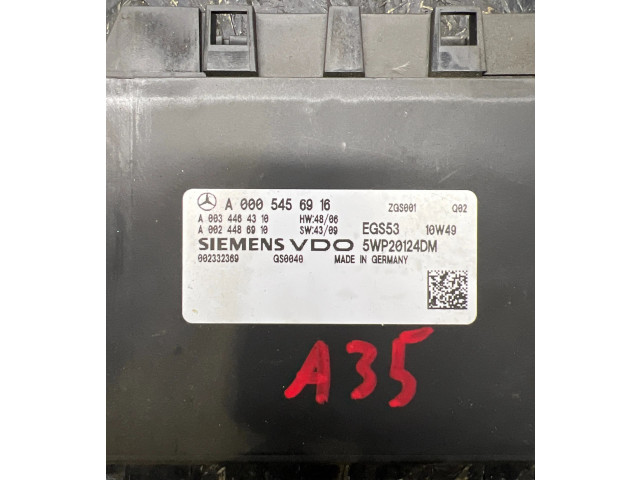 A 000 545 69 16
ZGS001 Q02
A 003 446 43 10 HW:48/06
A 002 448 69 10 SW:43/09
EGS53 10W49
SIEMENS VDO 5WP20124DM
002332369 GS0040 MADE IN GERMANY
A35